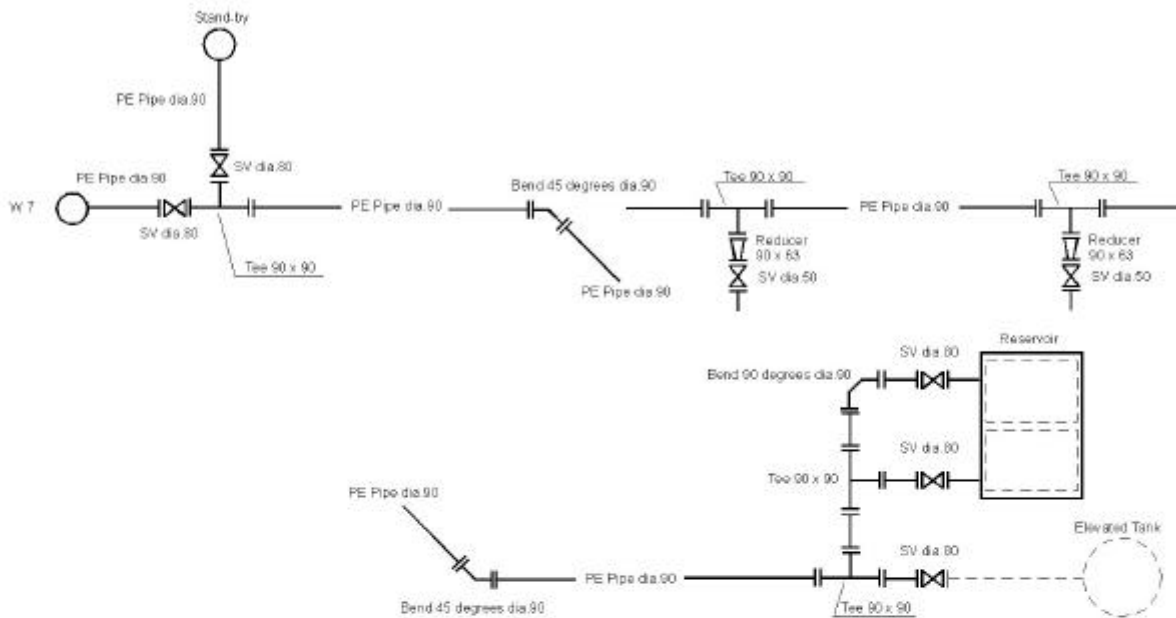 Stand-by
PE Pipe dia.90
SV dia.80
PE Pipe dia.90
W 7
SV dia.80
Tee 90 x 90
PE Pipe dia.90
Bend 45 degrees dia.90
PE Pipe dia.90
Tee 90 x 90
Reducer
90 x 63
SV dia.50
PE Pipe dia.90
Tee 90 x 90
Reducer
90 x 63
SV dia.50
Reservoir
SV dia.80
Bend 90 degrees dia.90
SV dia.80
Tee 90 x 90
PE Pipe dia.90
Elevated Tank
SV dia.80
PE Pipe dia.90
Bend 45 degrees dia.90
Tee 90 x 90